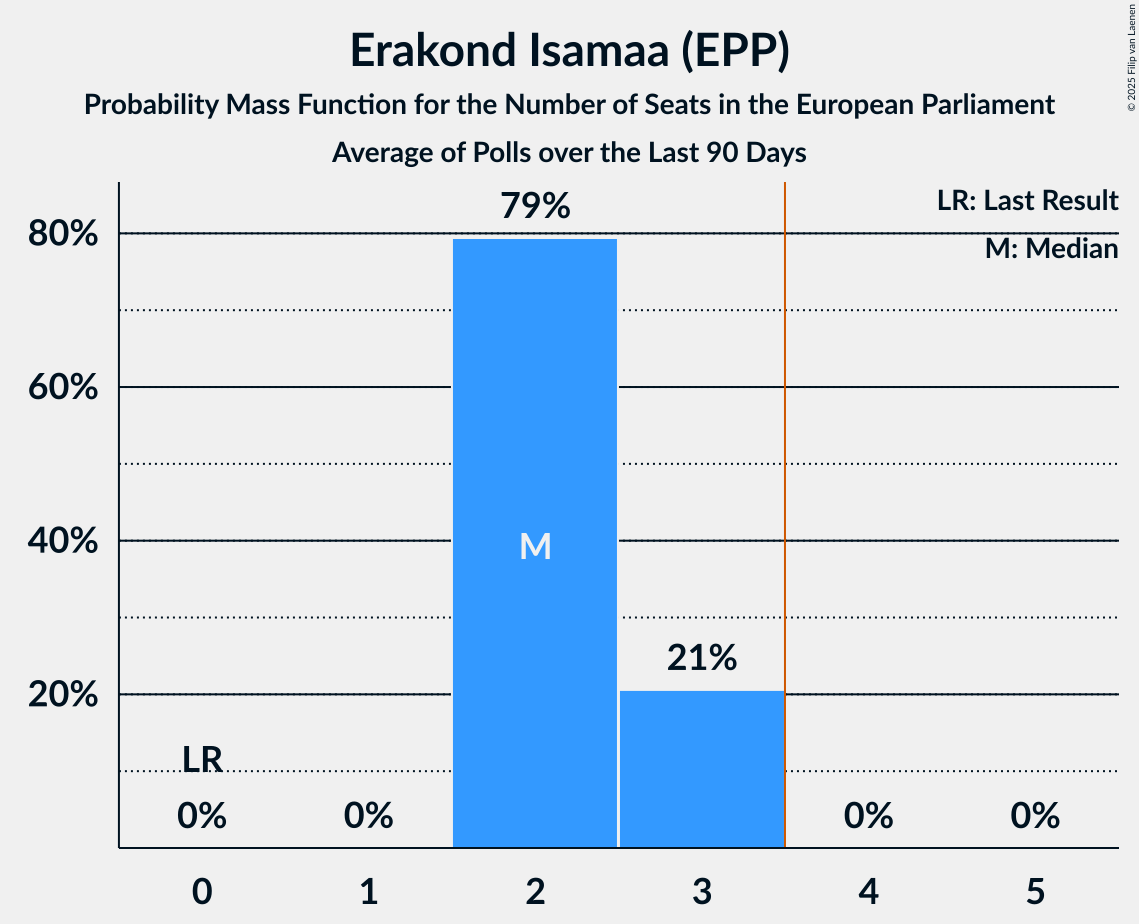 Erakond Isamaa (EPP)
Probability Mass Function for the Number of Seats in the European Parliament
Average of Polls over the Last 90 Days
© 2025 Filip van Laenen
LR: Last Result
M: Median
79%
80%
60%
40%
M
21%
20%
LR
0%
0%
0%
0%
0
1
2
3
4
5